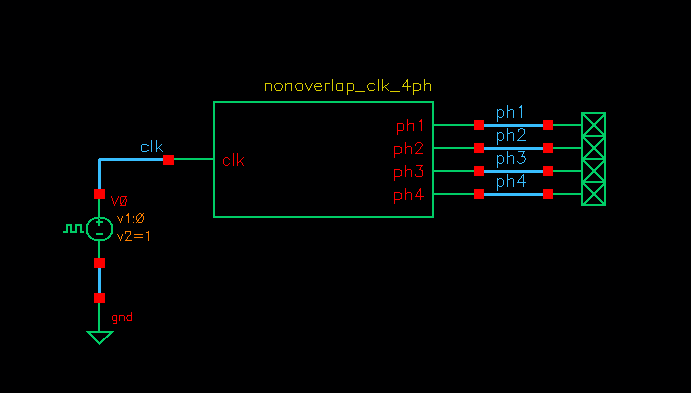 nonoverlap_clk_4ph
clk
clk
ph1
ph2
ph3
ph4
ph1
ph2
ph3
ph4
V0
v1:0
v2=1
gnd